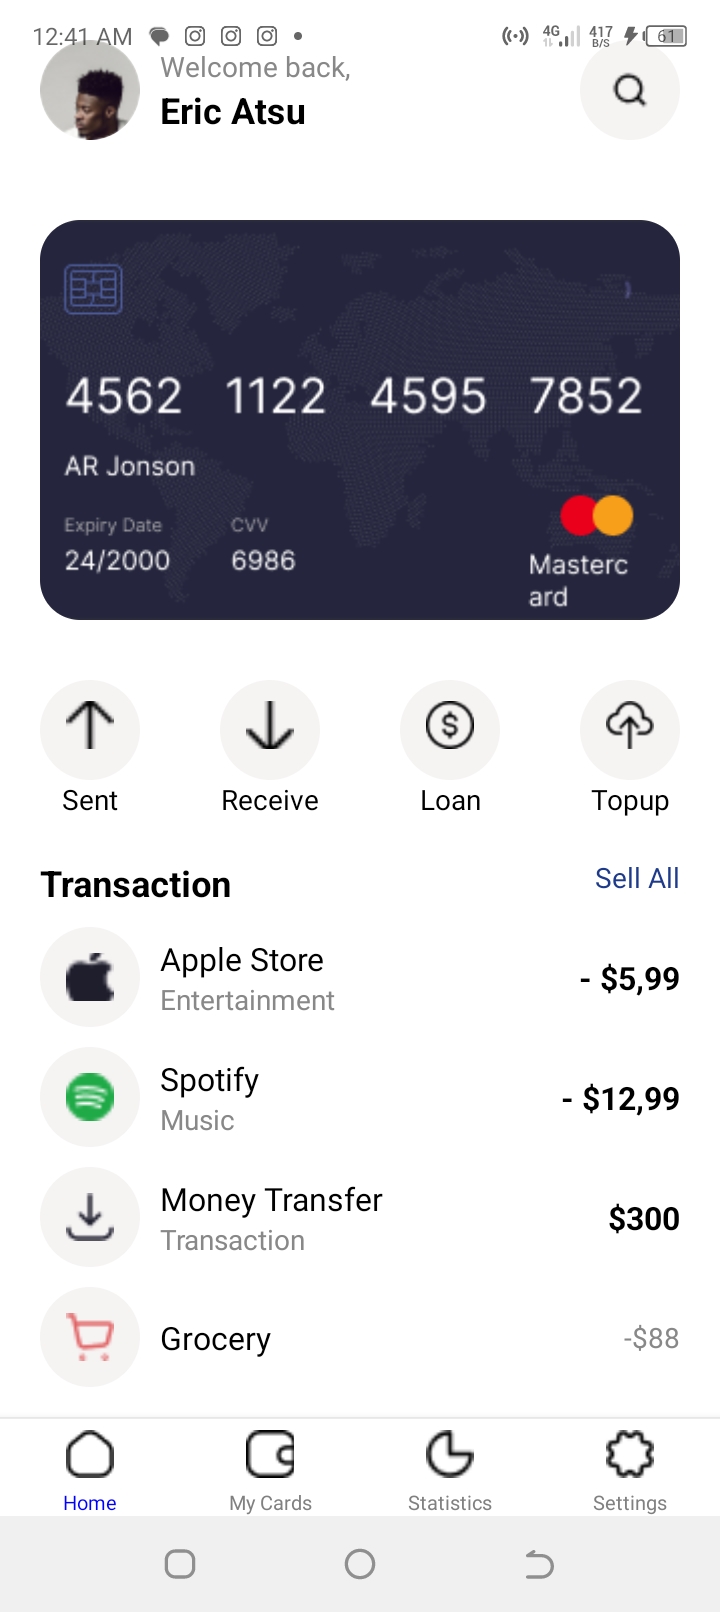 12:41 AM 4G 417 B/S 61
Welcome back,
Eric Atsu
4562 1122 4595 7852
AR Jonson
Expiry Date CVV
24/2000 6986
Masterc
ard
Sent Receive Loan Topup
Transaction Sell All
Apple Store
Entertainment
- $5,99
Spotify
Music
- $12,99
Money Transfer
Transaction
$300
Grocery -$88
Home My Cards Statistics Settings